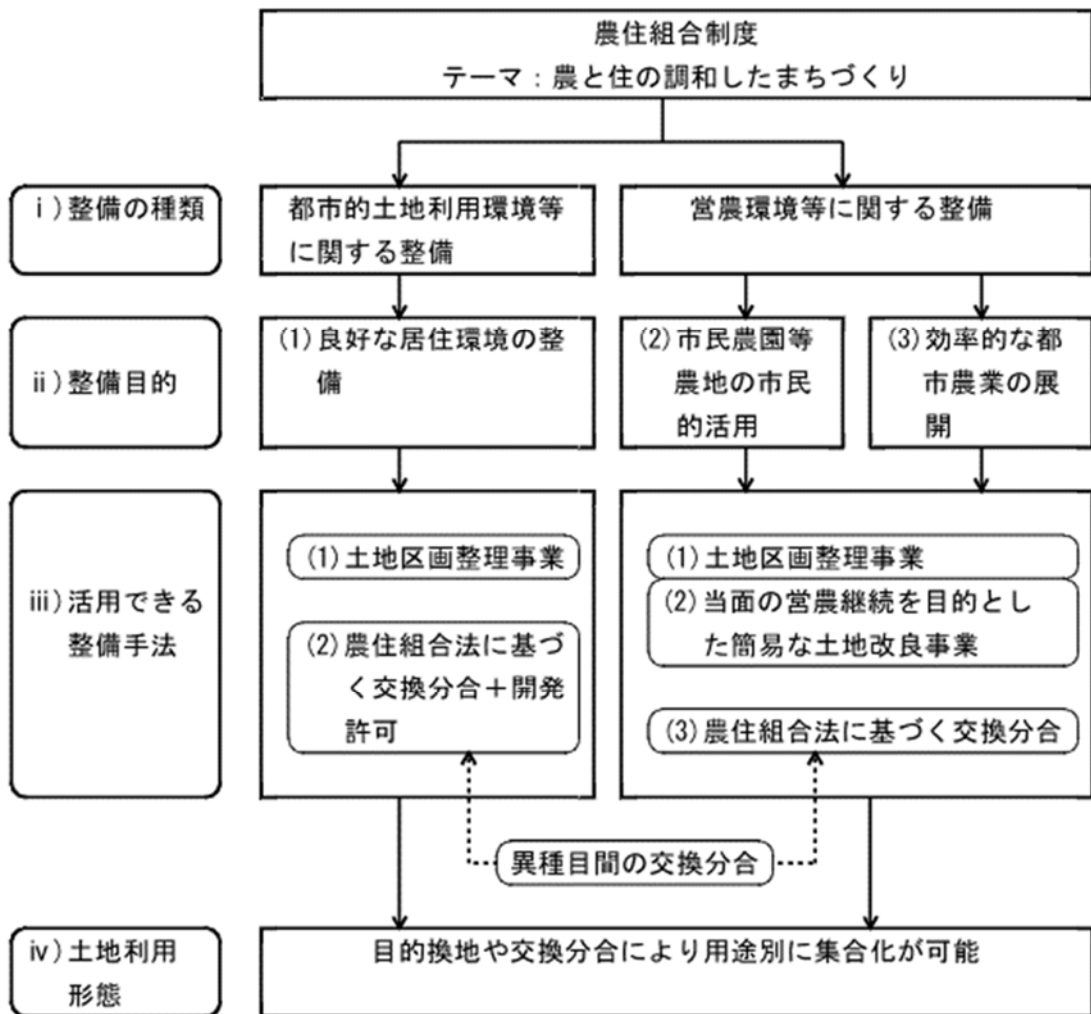 農住組合制度
テーマ：農と住の調和したまちづくり
ⅰ）整備の種類
都市的土地利用環境等
に関する整備
営農環境等に関する整備
ⅱ）整備目的
(1) 良好な居住環境の整
備
(2) 市民農園等
農地の市民
的活用
(3) 効率的な都
市農業の展
開
ⅲ）活用できる
整備手法
(1) 土地区画整理事業
(2) 農住組合法に基づ
く交換分合＋開発
許可
(1) 土地区画整理事業
(2) 当面の営農継続を目的とし
た簡易な土地改良事業
(3) 農住組合法に基づく交換分合
異種目間の交換分合
ⅳ）土地利用
形態
目的換地や交換分合により用途別に集合化が可能